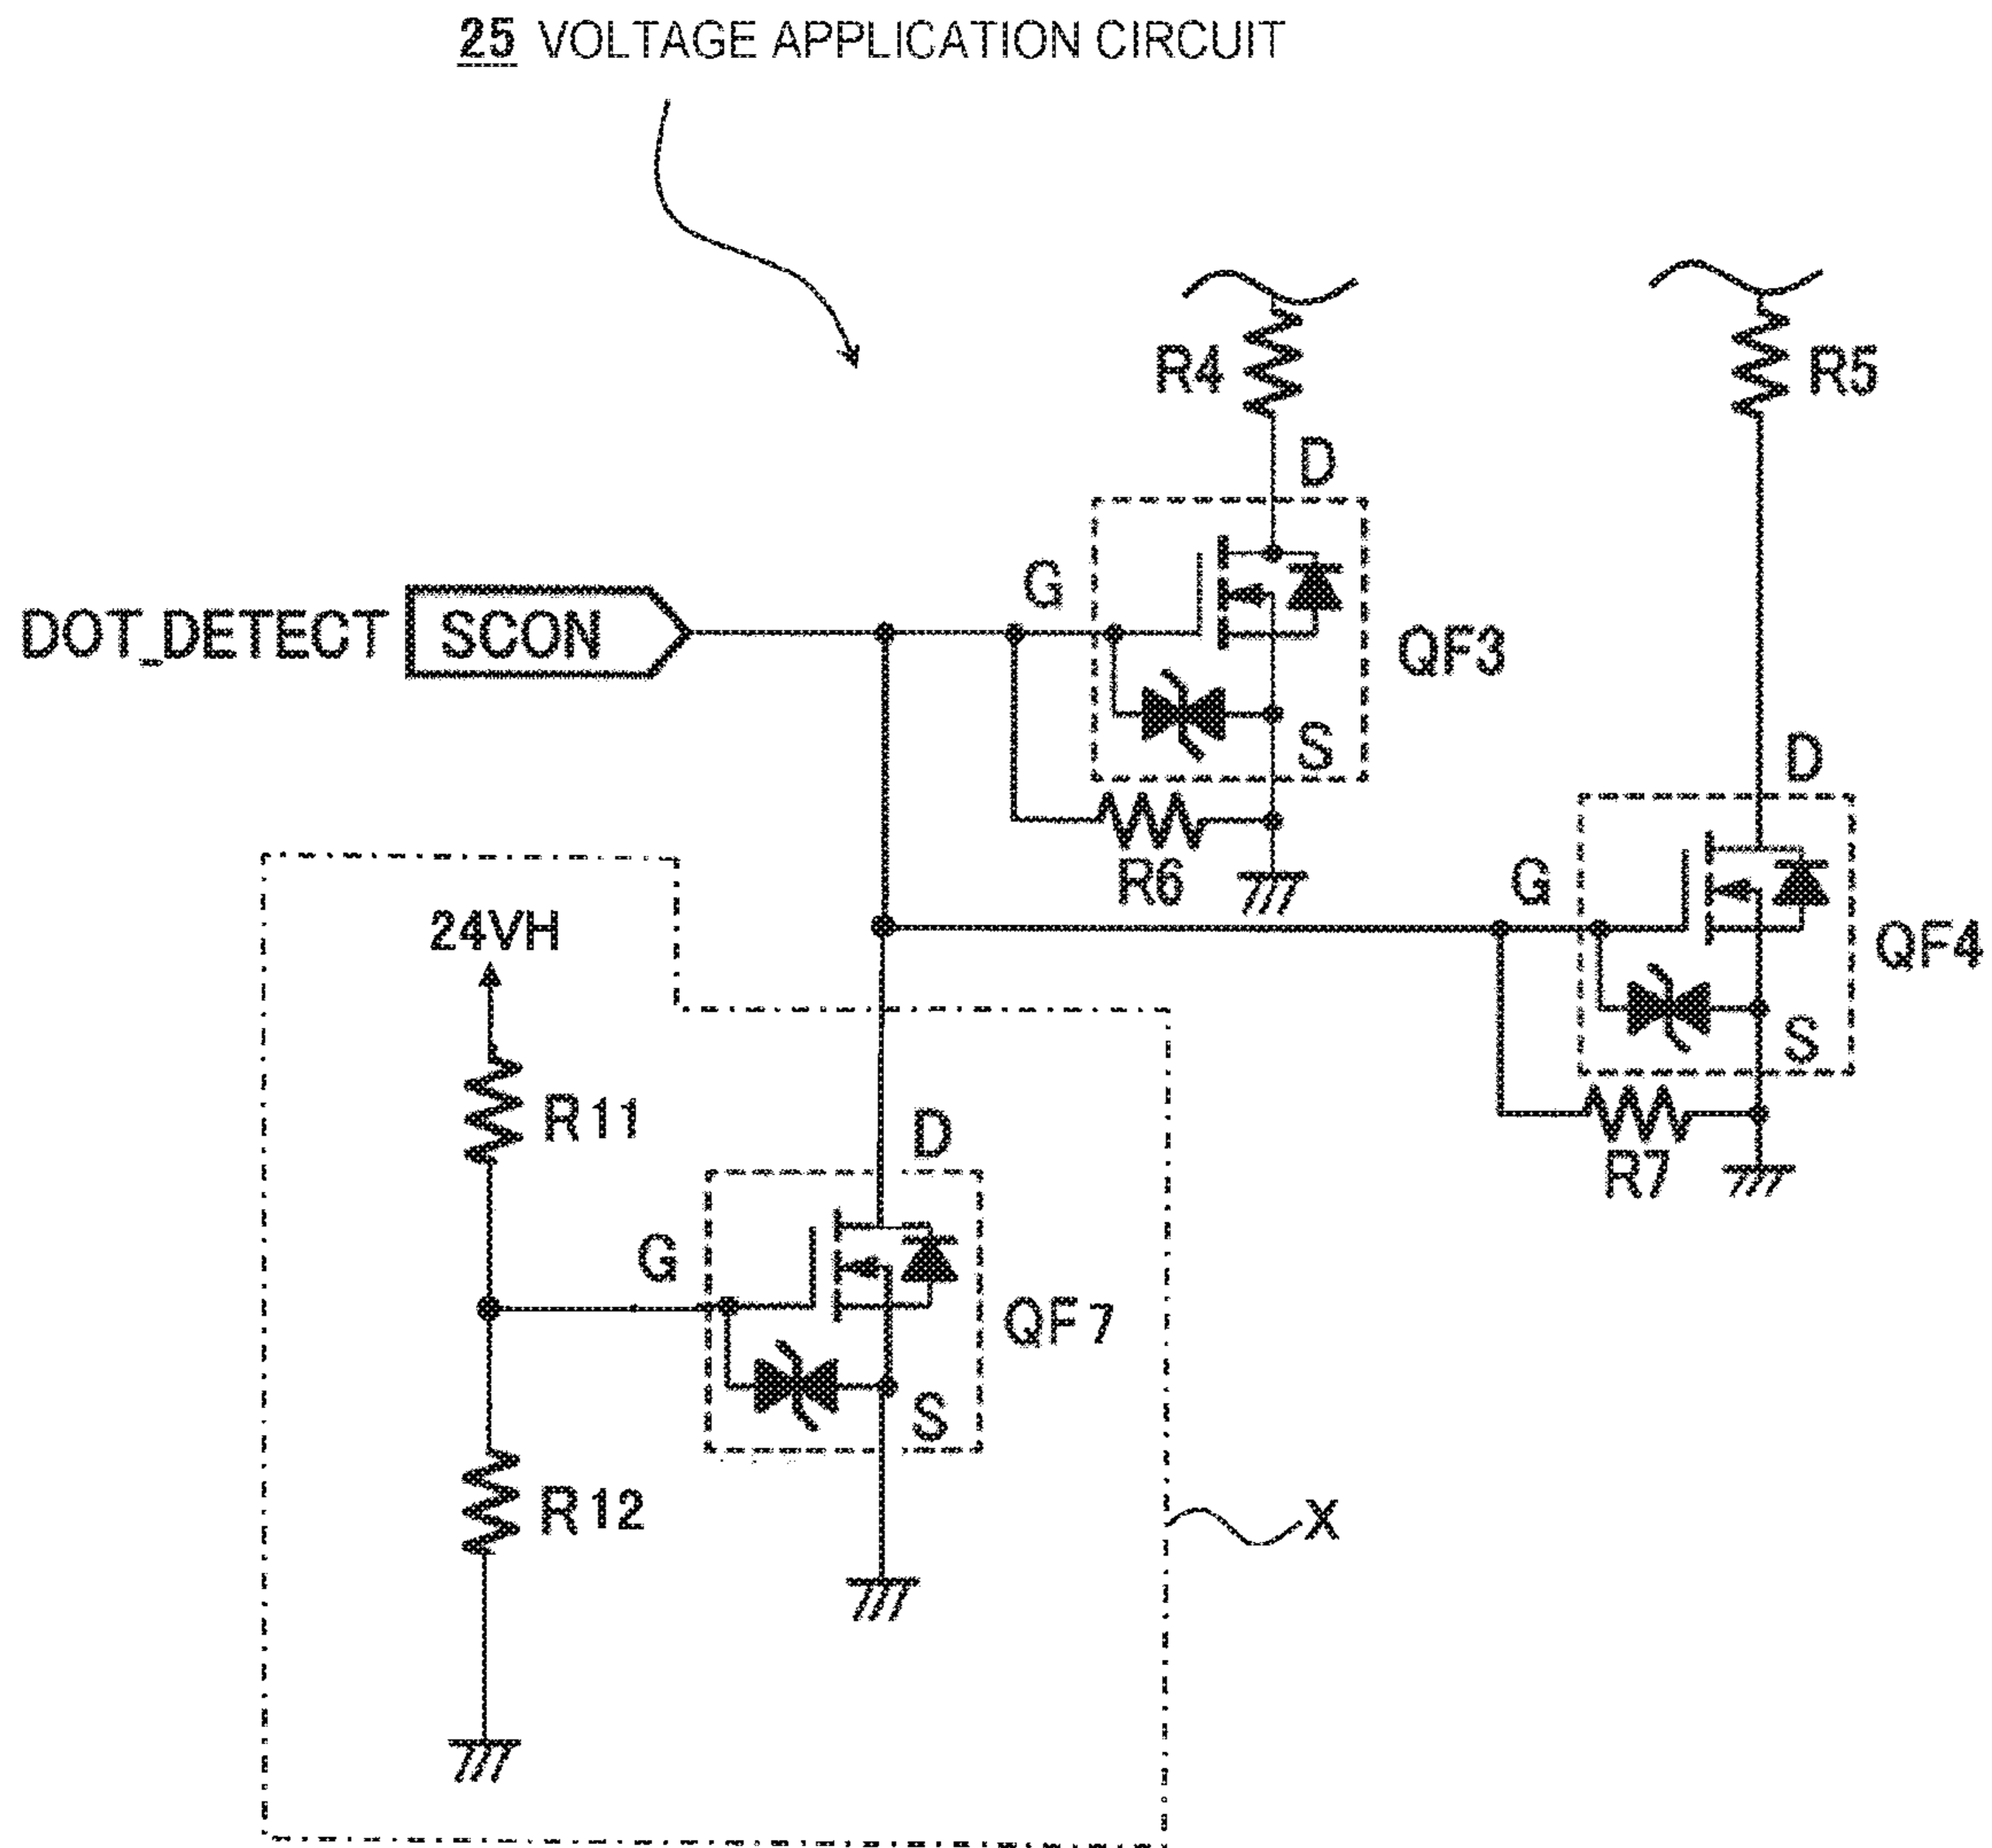 25 VOLTAGE APPLICATION CIRCUIT
R4
R5
D
G
DOT_DETECT SCON
QF3
S
D
R6
G
24VH
QF4
S
R11
D
R7
G
QF7
S
R12
X